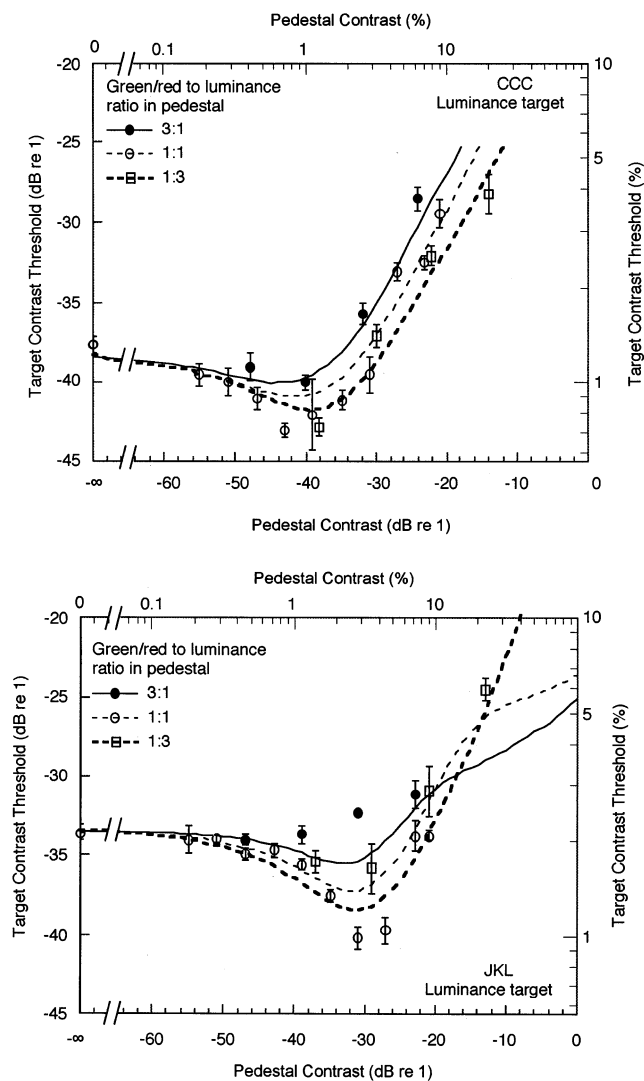 Pedestal Contrast (%)
0 0.1 1 10
-20 10
Green/red to luminance
ratio in pedestal
3:1
1:1
1:3
CCC
Luminance target
-25 5
-30
-35
-40 1
-45
Target Contrast Threshold (dB re 1)
Target Contrast Threshold (%)
-∞ -60 -50 -40 -30 -20 -10 0
Pedestal Contrast (dB re 1)
Pedestal Contrast (%)
0 0.1 1 10
-20 10
Green/red to luminance
ratio in pedestal
3:1
1:1
1:3
-25 5
-30
-35
-40 1
-45
JKL
Luminance target
Target Contrast Threshold (dB re 1)
Target Contrast Threshold (%)
-∞ -60 -50 -40 -30 -20 -10 0
Pedestal Contrast (dB re 1)